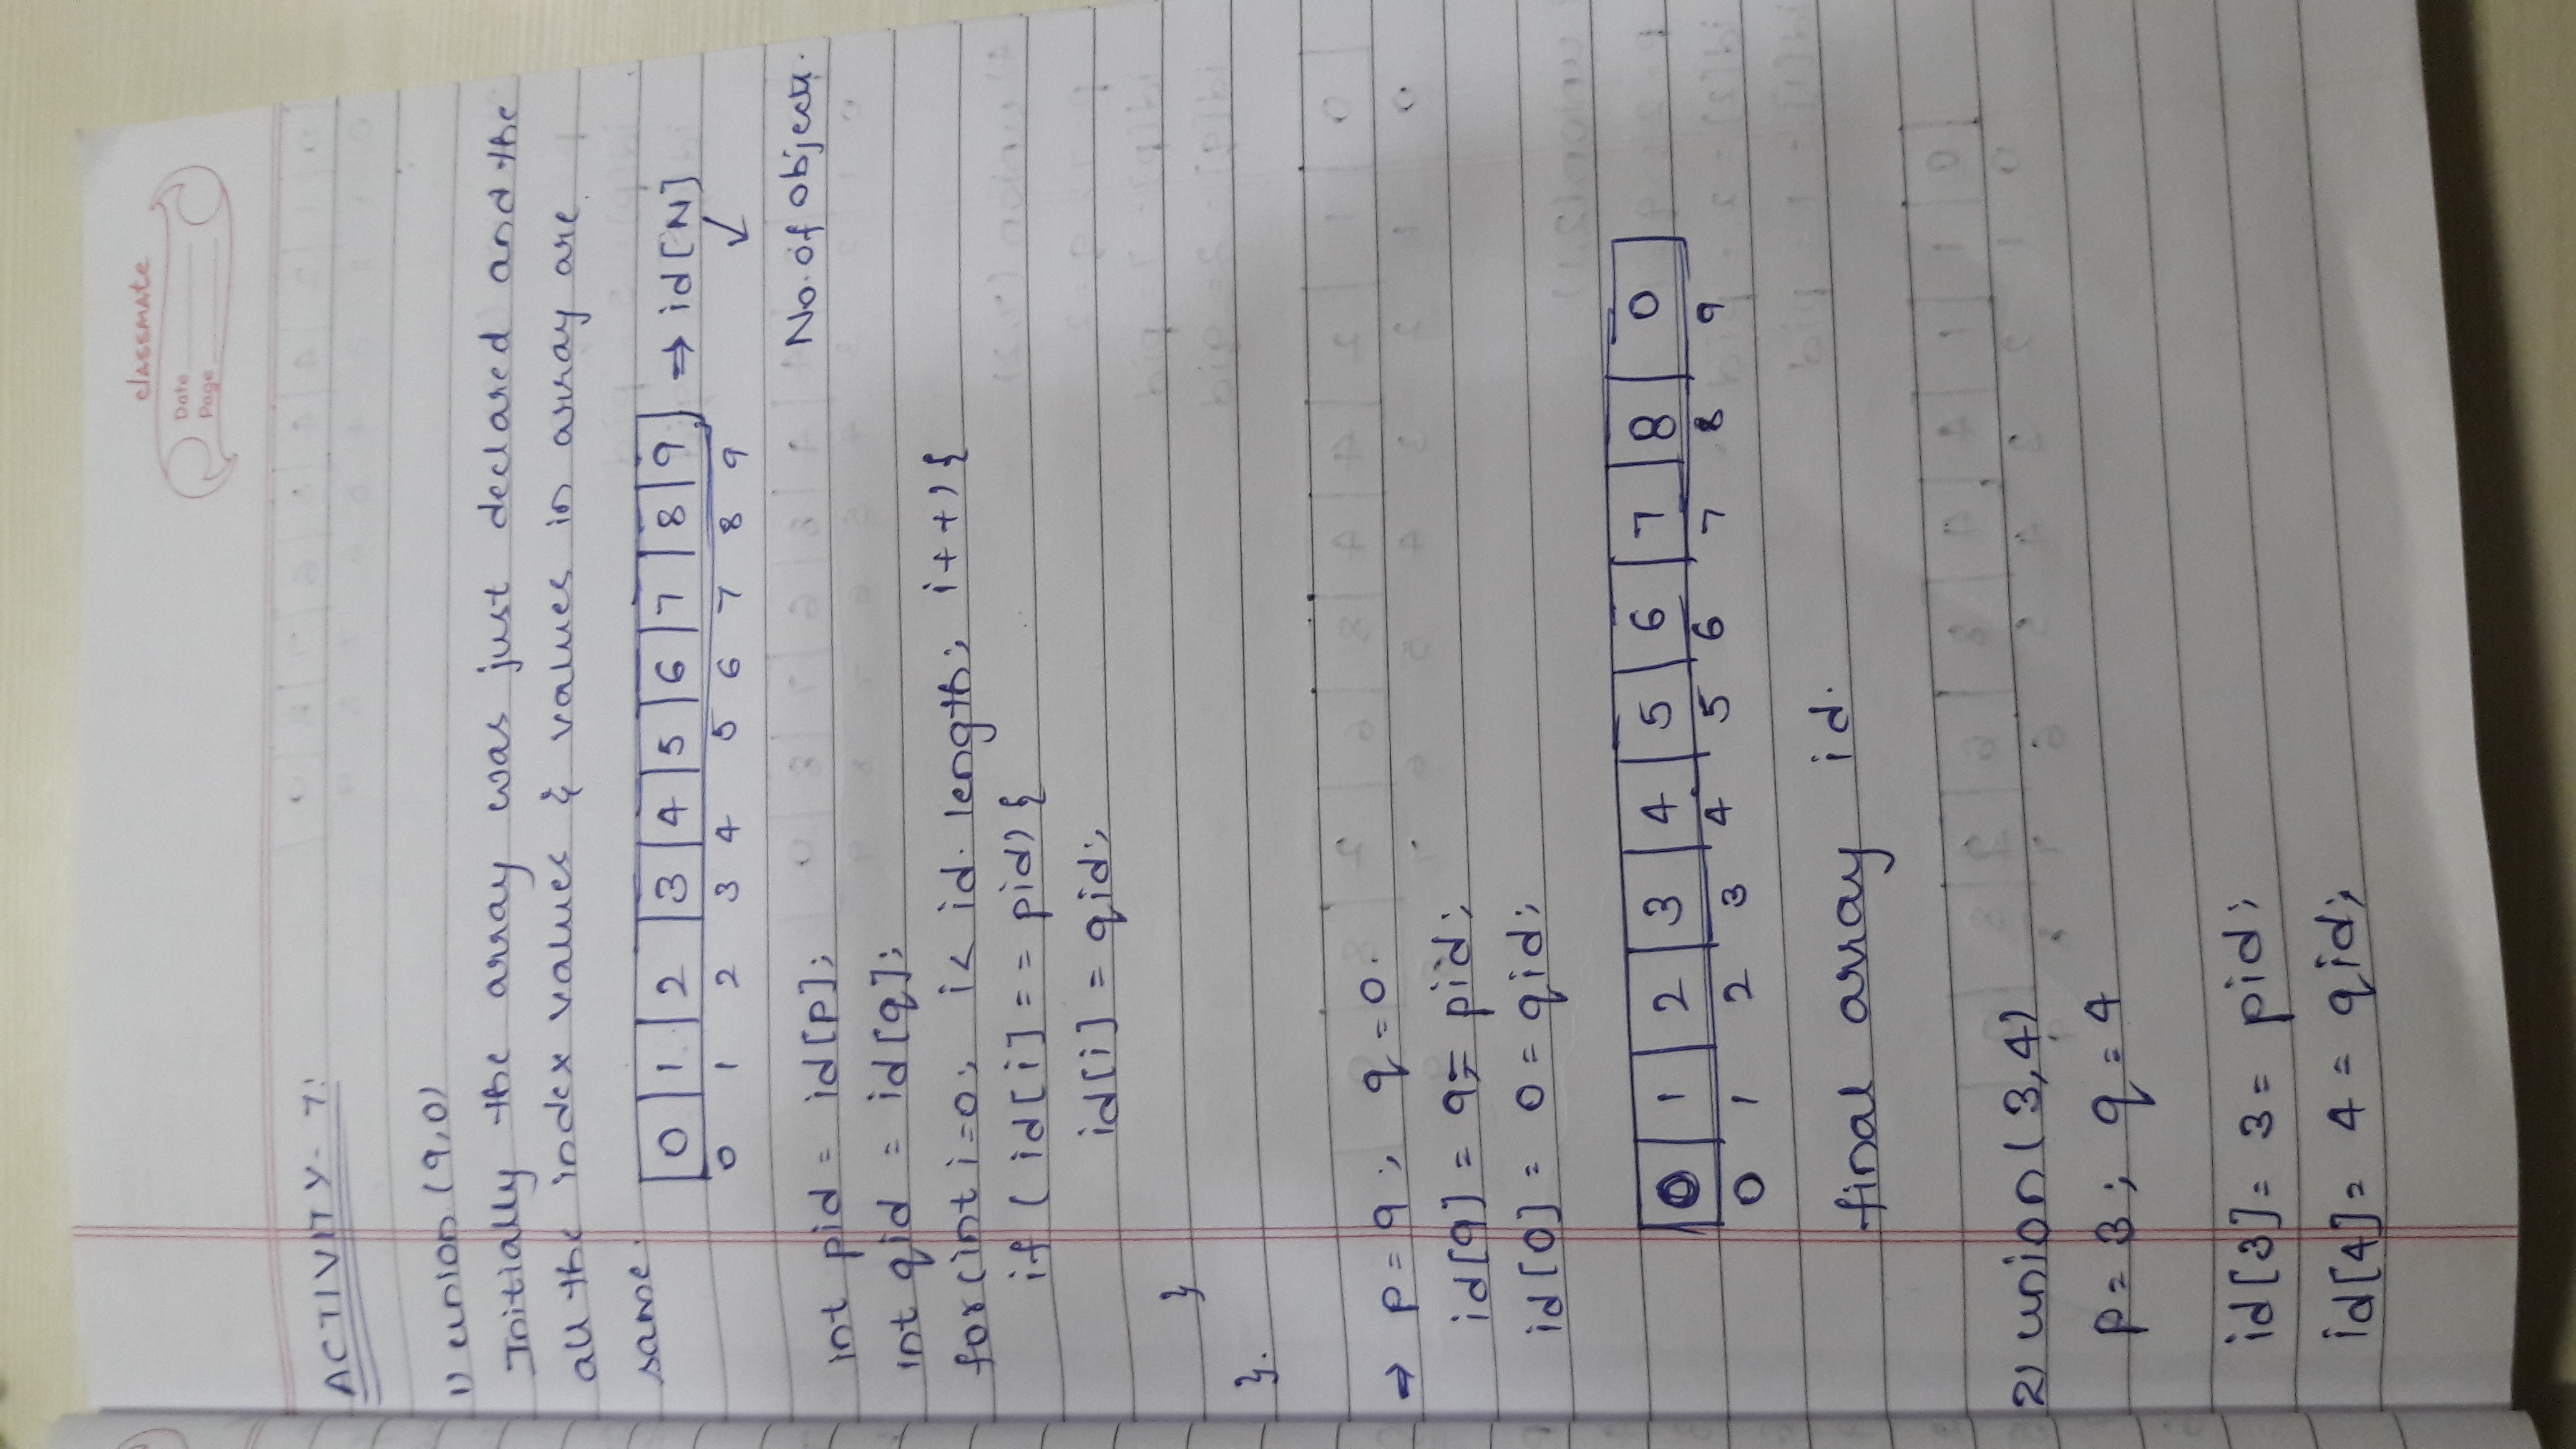 classmate
Date
Page
ACTIVITY - 7:
1) union (9,0)
Initially the array was just declared and the
all the index values & values in array are
same.
0 1 2 3 4 5 6 7 8 9 ⇒ id[N]
0 1 2 3 4 5 6 7 8 9 ↓
No. of objects.
int pid = id[p];
int qid = id[q];
for(int i=0; i< id.length; i++){
if ( id[i] == pid){
id[i] = qid;
}
}.
⇒ p=9; q=0.
id[9] = 9= pid;
id[0] = 0= qid;
0 1 2 3 4 5 6 7 8 0
0 1 2 3 4 5 6 7 8 9
final array id.
2) union(3,4)
p=3; q=4
id[3]= 3= pid;
id[4]= 4= qid;